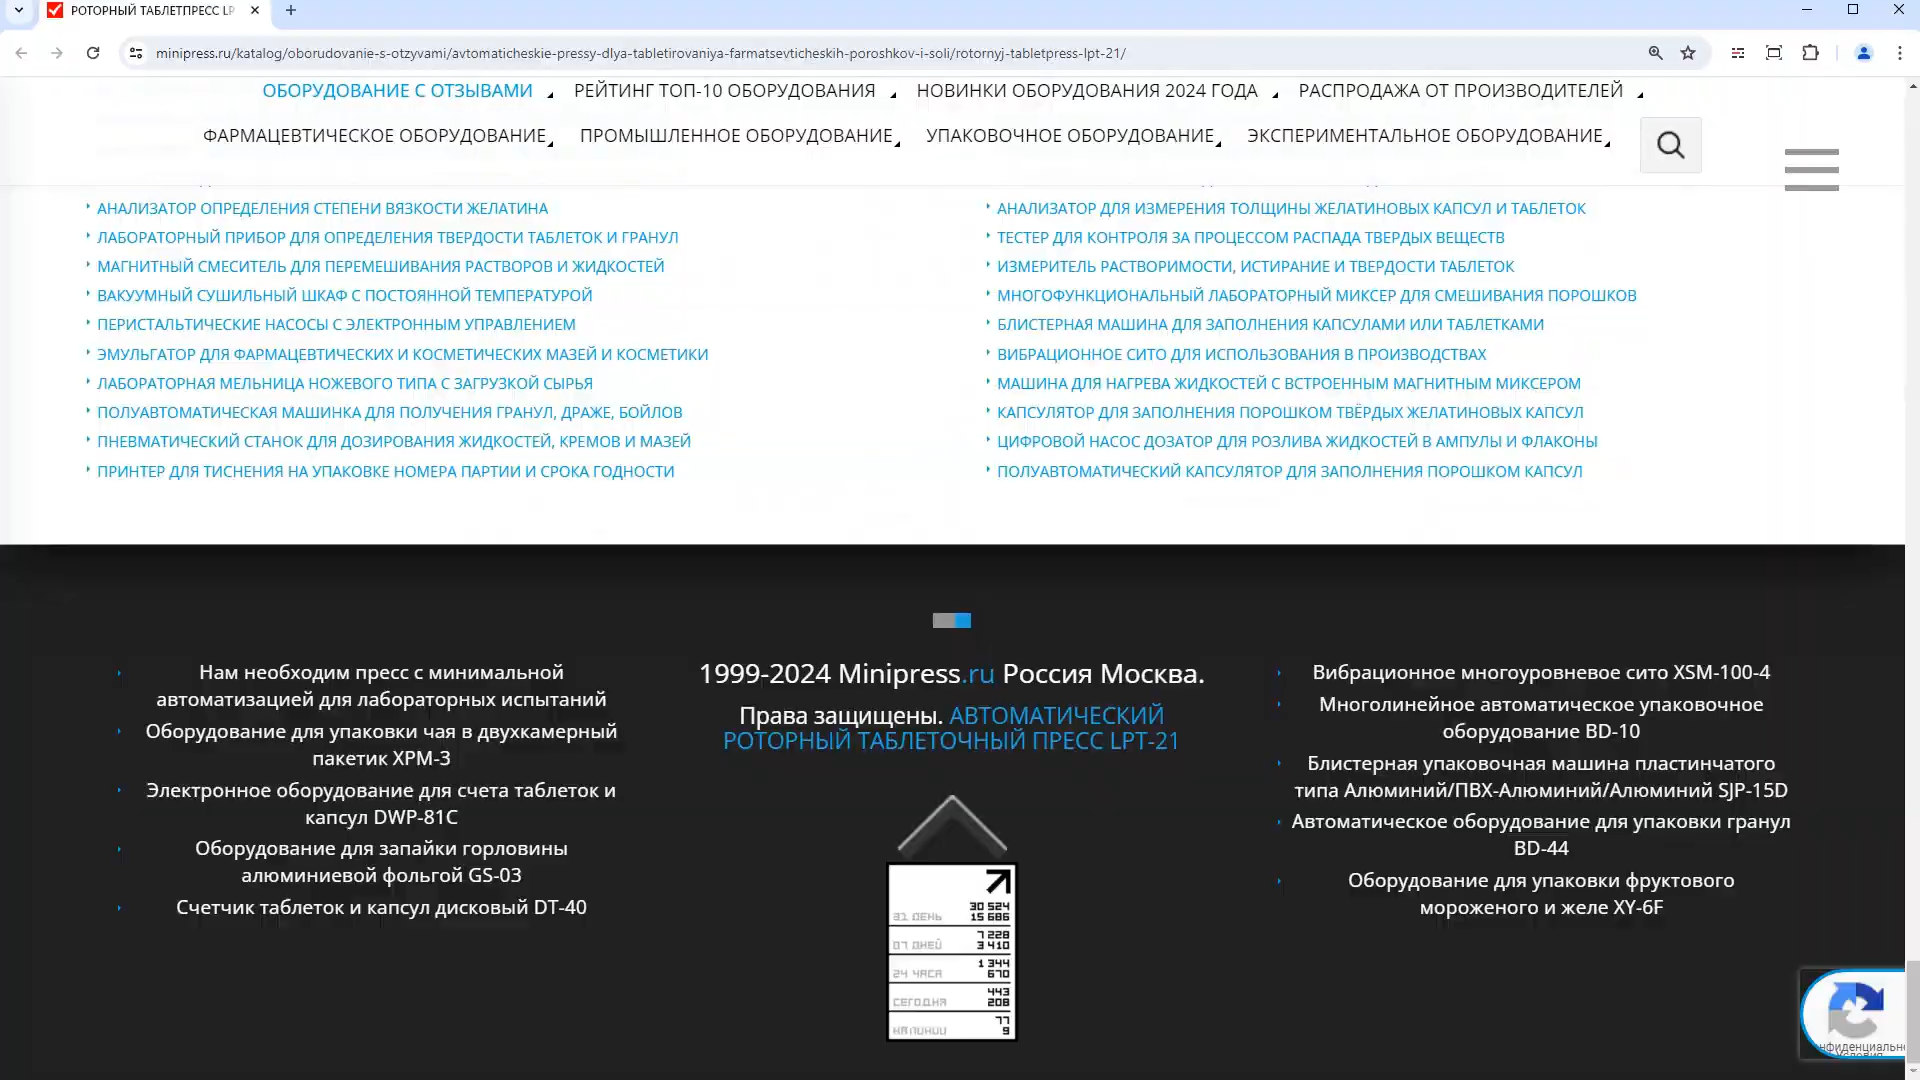 РОТОРНЫЙ ТАБЛЕТПРЕСС LP
minipress.ru/katalog/oborudovanie-s-otzyvami/avtomaticheskie-pressy-dlya-tabletirovaniya-farmatsevticheskih-poroshkov-i-soli/rotornyj-tabletpress-lpt-21/
ОБОРУДОВАНИЕ С ОТЗЫВАМИ РЕЙТИНГ ТОП-10 ОБОРУДОВАНИЯ НОВИНКИ ОБОРУДОВАНИЯ 2024 ГОДА РАСПРОДАЖА ОТ ПРОИЗВОДИТЕЛЕЙ
ФАРМАЦЕВТИЧЕСКОЕ ОБОРУДОВАНИЕ ПРОМЫШЛЕННОЕ ОБОРУДОВАНИЕ УПАКОВОЧНОЕ ОБОРУДОВАНИЕ ЭКСПЕРИМЕНТАЛЬНОЕ ОБОРУДОВАНИЕ
АНАЛИЗАТОР ОПРЕДЕЛЕНИЯ СТЕПЕНИ ВЯЗКОСТИ ЖЕЛАТИНА
ЛАБОРАТОРНЫЙ ПРИБОР ДЛЯ ОПРЕДЕЛЕНИЯ ТВЕРДОСТИ ТАБЛЕТОК И ГРАНУЛ
МАГНИТНЫЙ СМЕСИТЕЛЬ ДЛЯ ПЕРЕМЕШИВАНИЯ РАСТВОРОВ И ЖИДКОСТЕЙ
ВАКУУМНЫЙ СУШИЛЬНЫЙ ШКАФ С ПОСТОЯННОЙ ТЕМПЕРАТУРОЙ
ПЕРИСТАЛЬТИЧЕСКИЕ НАСОСЫ С ЭЛЕКТРОННЫМ УПРАВЛЕНИЕМ
ЭМУЛЬГАТОР ДЛЯ ФАРМАЦЕВТИЧЕСКИХ И КОСМЕТИЧЕСКИХ МАЗЕЙ И КОСМЕТИКИ
ЛАБОРАТОРНАЯ МЕЛЬНИЦА НОЖЕВОГО ТИПА С ЗАГРУЗКОЙ СЫРЬЯ
ПОЛУАВТОМАТИЧЕСКАЯ МАШИНКА ДЛЯ ПОЛУЧЕНИЯ ГРАНУЛ, ДРАЖЕ, БОЙЛОВ
ПНЕВМАТИЧЕСКИЙ СТАНОК ДЛЯ ДОЗИРОВАНИЯ ЖИДКОСТЕЙ, КРЕМОВ И МАЗЕЙ
ПРИНТЕР ДЛЯ ТИСНЕНИЯ НА УПАКОВКЕ НОМЕРА ПАРТИИ И СРОКА ГОДНОСТИ
АНАЛИЗАТОР ДЛЯ ИЗМЕРЕНИЯ ТОЛЩИНЫ ЖЕЛАТИНОВЫХ КАПСУЛ И ТАБЛЕТОК
ТЕСТЕР ДЛЯ КОНТРОЛЯ ЗА ПРОЦЕССОМ РАСПАДА ТВЕРДЫХ ВЕЩЕСТВ
ИЗМЕРИТЕЛЬ РАСТВОРИМОСТИ, ИСТИРАНИЕ И ТВЕРДОСТИ ТАБЛЕТОК
МНОГОФУНКЦИОНАЛЬНЫЙ ЛАБОРАТОРНЫЙ МИКСЕР ДЛЯ СМЕШИВАНИЯ ПОРОШКОВ
БЛИСТЕРНАЯ МАШИНА ДЛЯ ЗАПОЛНЕНИЯ КАПСУЛАМИ ИЛИ ТАБЛЕТКАМИ
ВИБРАЦИОННОЕ СИТО ДЛЯ ИСПОЛЬЗОВАНИЯ В ПРОИЗВОДСТВАХ
МАШИНА ДЛЯ НАГРЕВА ЖИДКОСТЕЙ С ВСТРОЕННЫМ МАГНИТНЫМ МИКСЕРОМ
КАПСУЛЯТОР ДЛЯ ЗАПОЛНЕНИЯ ПОРОШКОМ ТВЁРДЫХ ЖЕЛАТИНОВЫХ КАПСУЛ
ЦИФРОВОЙ НАСОС ДОЗАТОР ДЛЯ РОЗЛИВА ЖИДКОСТЕЙ В АМПУЛЫ И ФЛАКОНЫ
ПОЛУАВТОМАТИЧЕСКИЙ КАПСУЛЯТОР ДЛЯ ЗАПОЛНЕНИЯ ПОРОШКОМ КАПСУЛ
Нам необходим пресс с минимальной
автоматизацией для лабораторных испытаний
Оборудование для упаковки чая в двухкамерный
пакетик XPM-3
Электронное оборудование для счета таблеток и
капсул DWP-81C
Оборудование для запайки горловины
алюминиевой фольгой GS-03
Счетчик таблеток и капсул дисковый DT-40
1999-2024 Minipress.ru Россия Москва.
Права защищены. АВТОМАТИЧЕСКИЙ
РОТОРНЫЙ ТАБЛЕТОЧНЫЙ ПРЕСС LPT-21
30 524
31 ДЕНЬ 15 686
7 228
07 ДНЕЙ 3 410
1 344
24 ЧАСА 670
443
СЕГОДНЯ 208
77
НА ЛИНИИ 9
Вибрационное многоуровневое сито XSM-100-4
Многолинейное автоматическое упаковочное
оборудование BD-10
Блистерная упаковочная машина пластинчатого
типа Алюминий/ПВХ-Алюминий/Алюминий SJP-15D
Автоматическое оборудование для упаковки гранул
BD-44
Оборудование для упаковки фруктового
мороженого и желе XY-6F
нфиденциальн
Условия